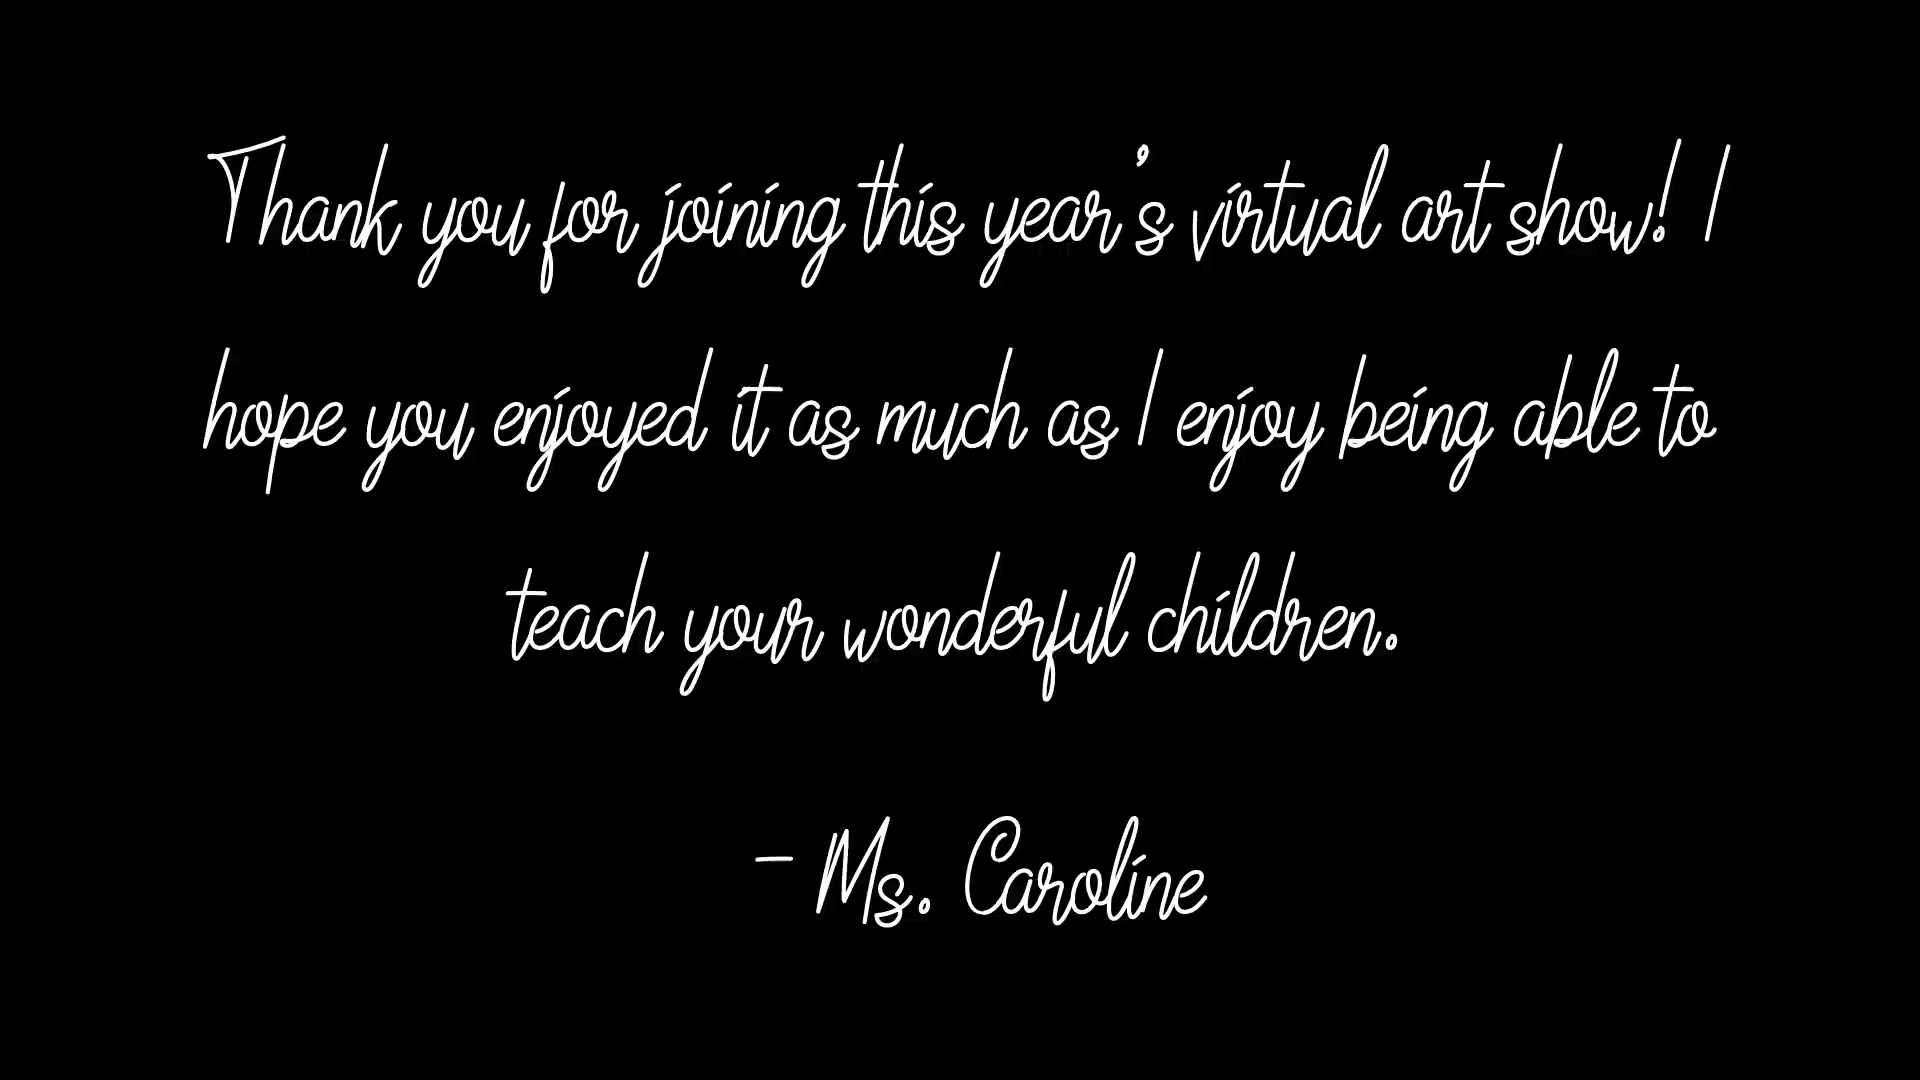 Thank you for joining this year's virtual art show! I
hope you enjoyed it as much as I enjoy being able to
teach your wonderful children.
- Ms. Caroline